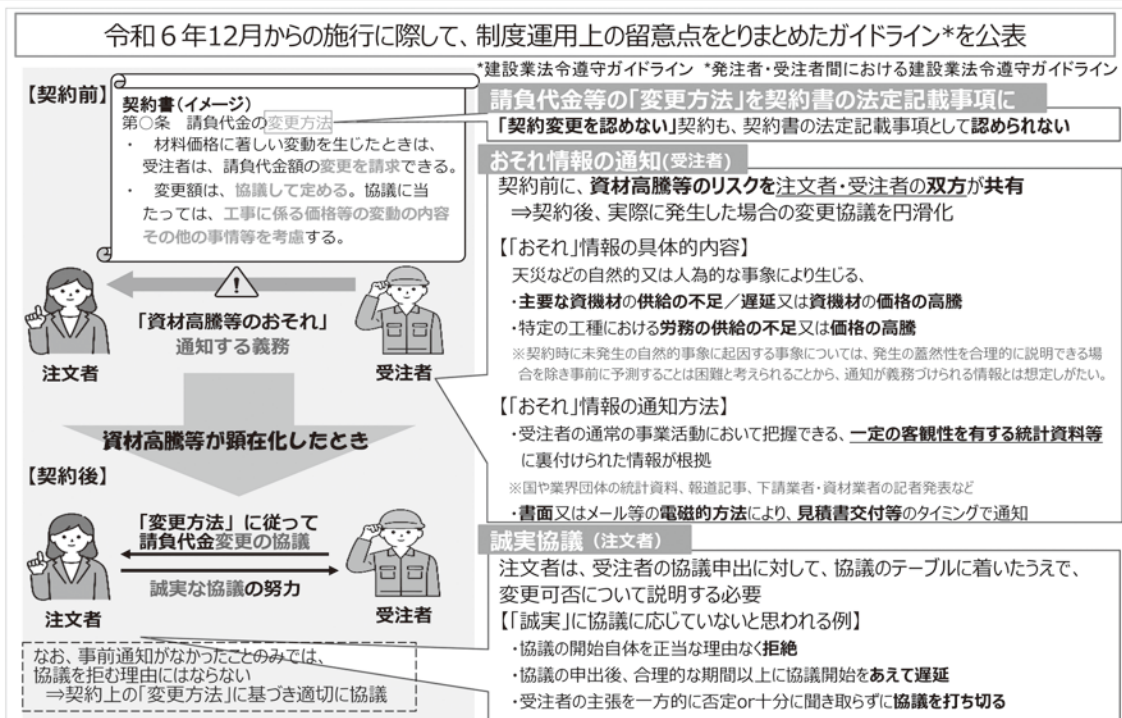 令和６年12月からの施行に際して、制度運用上の留意点をとりまとめたガイドライン*を公表
*建設業法令遵守ガイドライン *発注者・受注者間における建設業法令遵守ガイドライン
【契約前】
契約書（イメージ）
第○条 請負代金の変更方法
・ 材料価格に著しい変動を生じたときは、
受注者は、請負代金額の変更を請求できる。
・ 変更額は、協議して定める。協議に当
たっては、工事に係る価格等の変動の内容
その他の事情等を考慮する。
「資材高騰等のおそれ」
通知する義務
注文者
受注者
資材高騰等が顕在化したとき
【契約後】
「変更方法」に従って
請負代金変更の協議
誠実な協議の努力
注文者
受注者
なお、事前通知がなかったことのみでは、
協議を拒む理由にはならない
⇒契約上の「変更方法」に基づき適切に協議
請負代金等の「変更方法」を契約書の法定記載事項に
「契約変更を認めない」契約も、契約書の法定記載事項として認められない
おそれ情報の通知(受注者)
契約前に、資材高騰等のリスクを注文者・受注者の双方が共有
⇒契約後、実際に発生した場合の変更協議を円滑化
【「おそれ」情報の具体的内容】
天災などの自然的又は人為的な事象により生じる、
・主要な資機材の供給の不足／遅延又は資機材の価格の高騰
・特定の工種における労務の供給の不足又は価格の高騰
※契約時に未発生の自然的事象に起因する事象については、発生の蓋然性を合理的に説明できる場
合を除き事前に予測することは困難と考えられることから、通知が義務づけられる情報とは想定しがたい。
【「おそれ」情報の通知方法】
・受注者の通常の事業活動において把握できる、一定の客観性を有する統計資料等
に裏付けられた情報が根拠
※国や業界団体の統計資料、報道記事、下請業者・資材業者の記者発表など
・書面又はメール等の電磁的方法により、見積書交付等のタイミングで通知
誠実協議（注文者）
注文者は、受注者の協議申出に対して、協議のテーブルに着いたうえで、
変更可否について説明する必要
【「誠実」に協議に応じていないと思われる例】
・協議の開始自体を正当な理由なく拒絶
・協議の申出後、合理的な期間以上に協議開始をあえて遅延
・受注者の主張を一方的に否定or十分に聞き取らずに協議を打ち切る